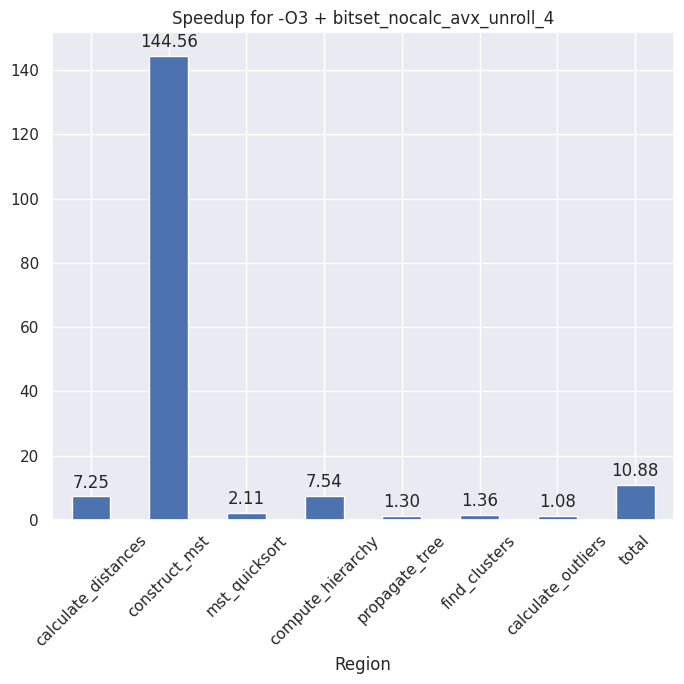 Speedup for -O3 + bitset_nocalc_avx_unroll_4
140
120
100
80
60
40
20
0
7.25
144.56
2.11
7.54
1.30
1.36
1.08
10.88
calculate_distances
construct_mst
mst_quicksort
compute_hierarchy
propagate_tree
find_clusters
calculate_outliers
total
Region